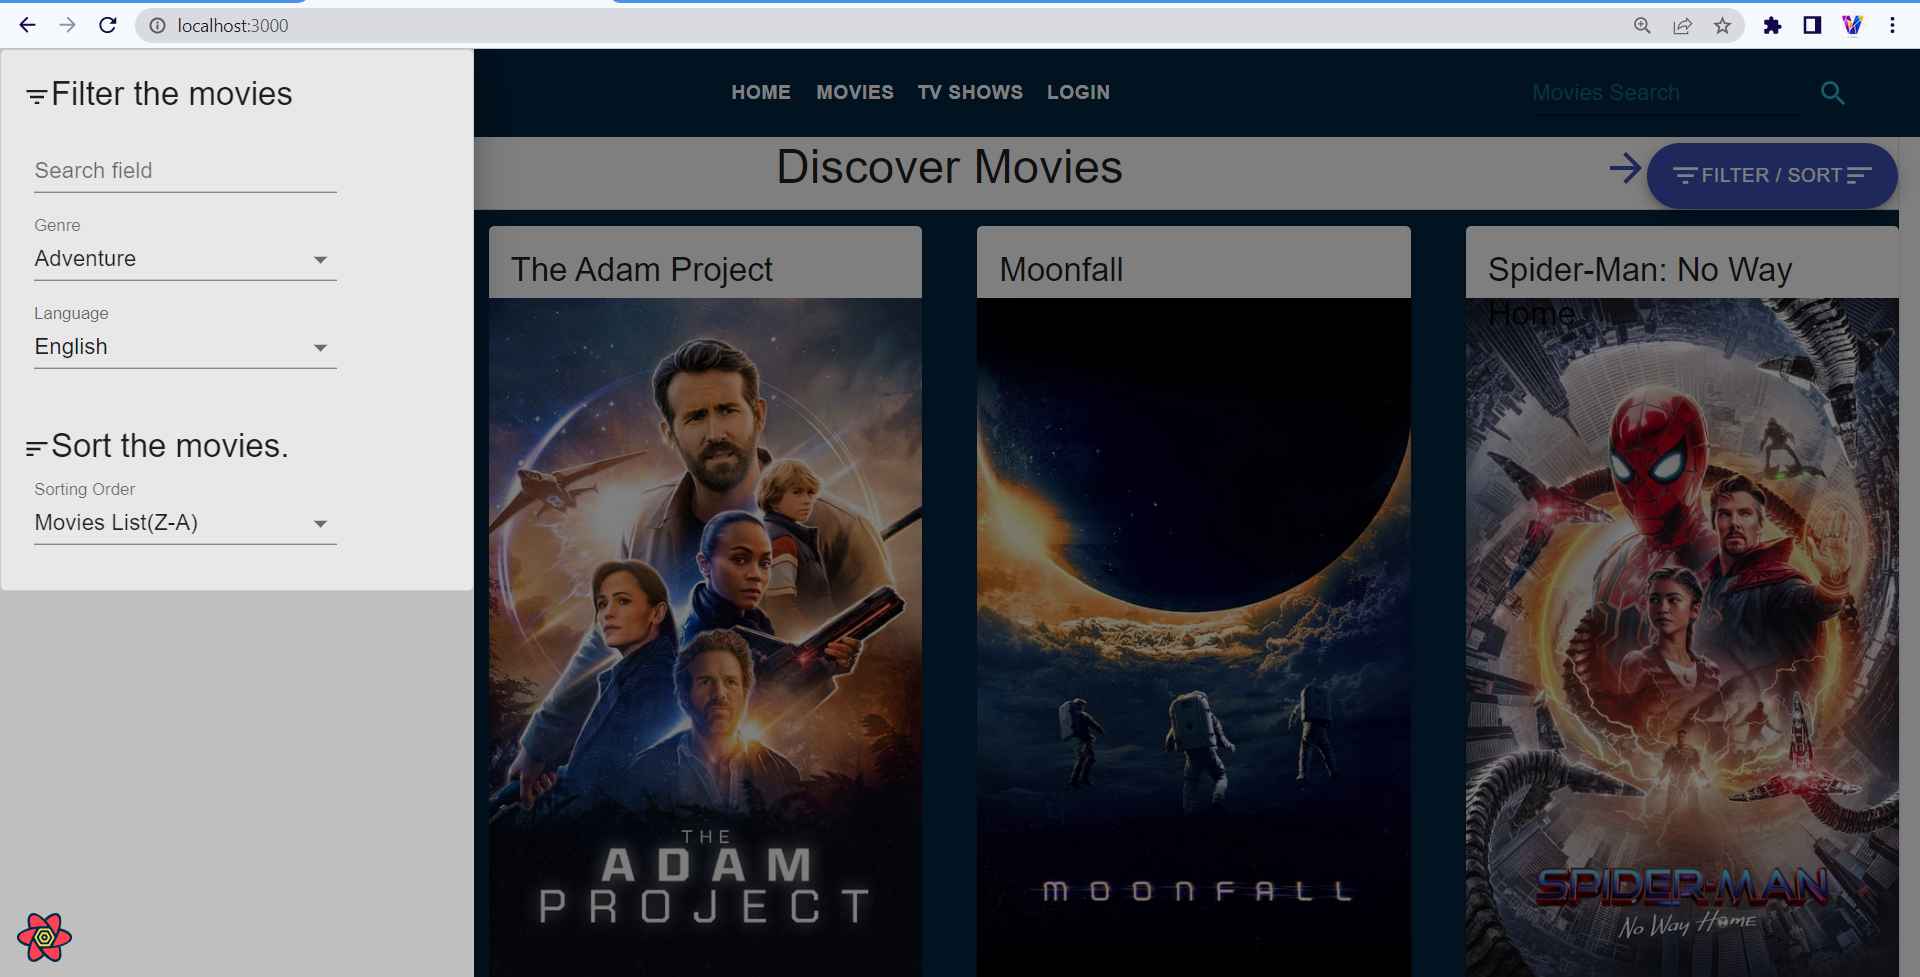 localhost:3000
Filter the movies
Search field
Genre
Adventure
Language
English
Sort the movies.
Sorting Order
Movies List(Z-A)
HOME MOVIES TV SHOWS LOGIN
Movies Search
Discover Movies
FILTER / SORT
The Adam Project
THE
ADAM
PROJECT
Moonfall
MOONFALL
Spider-Man: No Way
Home
SPIDER-MAN
No Way Home